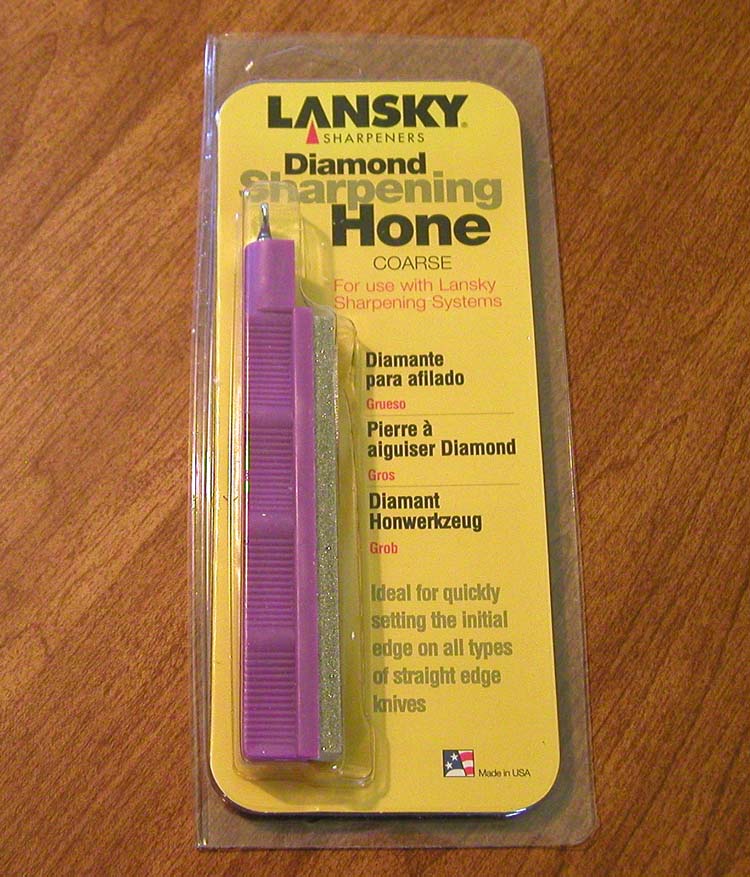 LANSKY®
SHARPENERS
Diamond
Sharpening
Hone
COARSE
For use with Lansky
Sharpening Systems
Diamante
para afilado
Grueso
Pierre à
aiguiser Diamond
Gros
Diamant
Honwerkzeug
Grob
Ideal for quickly
setting the initial
edge on all types
of straight edge
knives
Made in USA